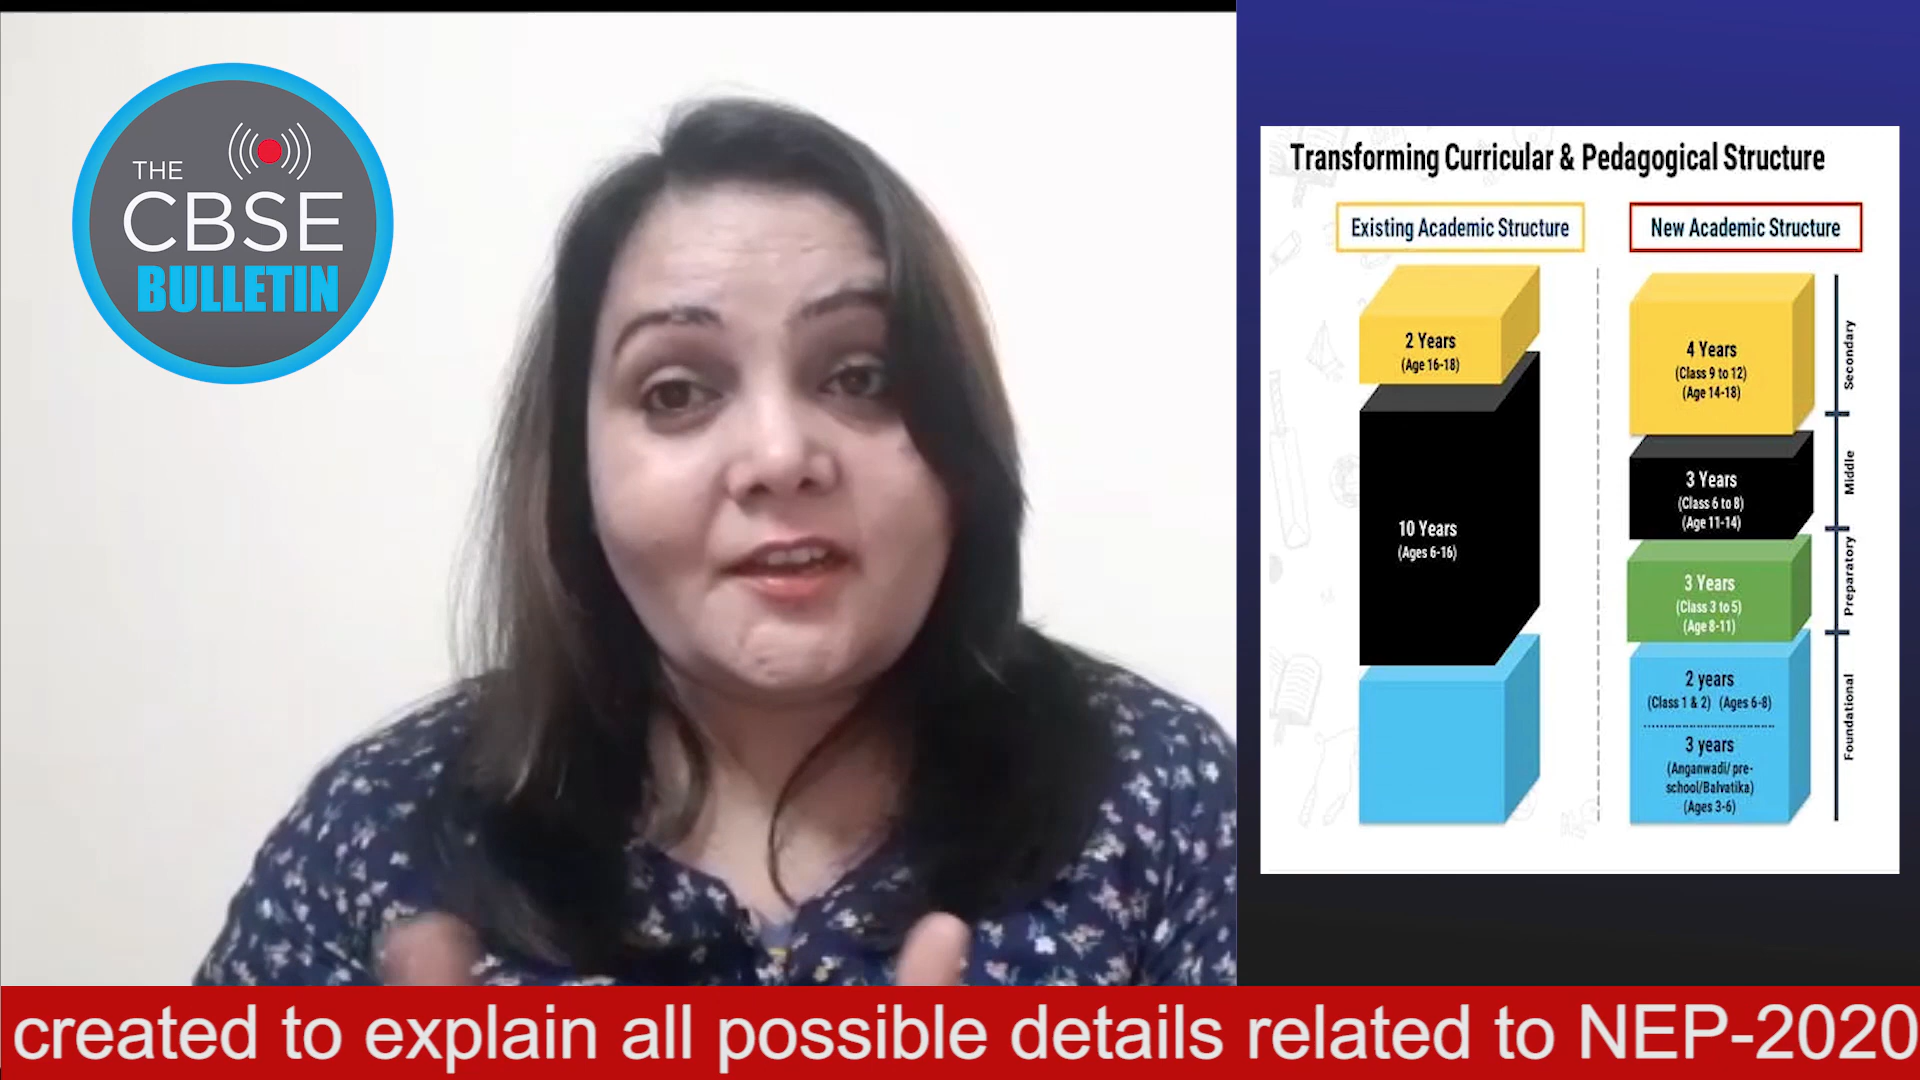 THE
CBSE
BULLETIN
Transforming Curricular & Pedagogical Structure
Existing Academic Structure
2 Years
(Age 16-18)
10 Years
(Ages 6-16)
New Academic Structure
4 Years
(Class 9 to 12)
(Age 14-18)
Secondary
3 Years
(Class 6 to 8)
(Age 11-14)
Middle
3 Years
(Class 3 to 5)
(Age 8-11)
Preparatory
2 years
(Class 1 & 2) (Ages 6-8)
3 years
(Anganwadi/ pre-
school/Balvatika)
(Ages 3-6)
Foundational
created to explain all possible details related to NEP-2020